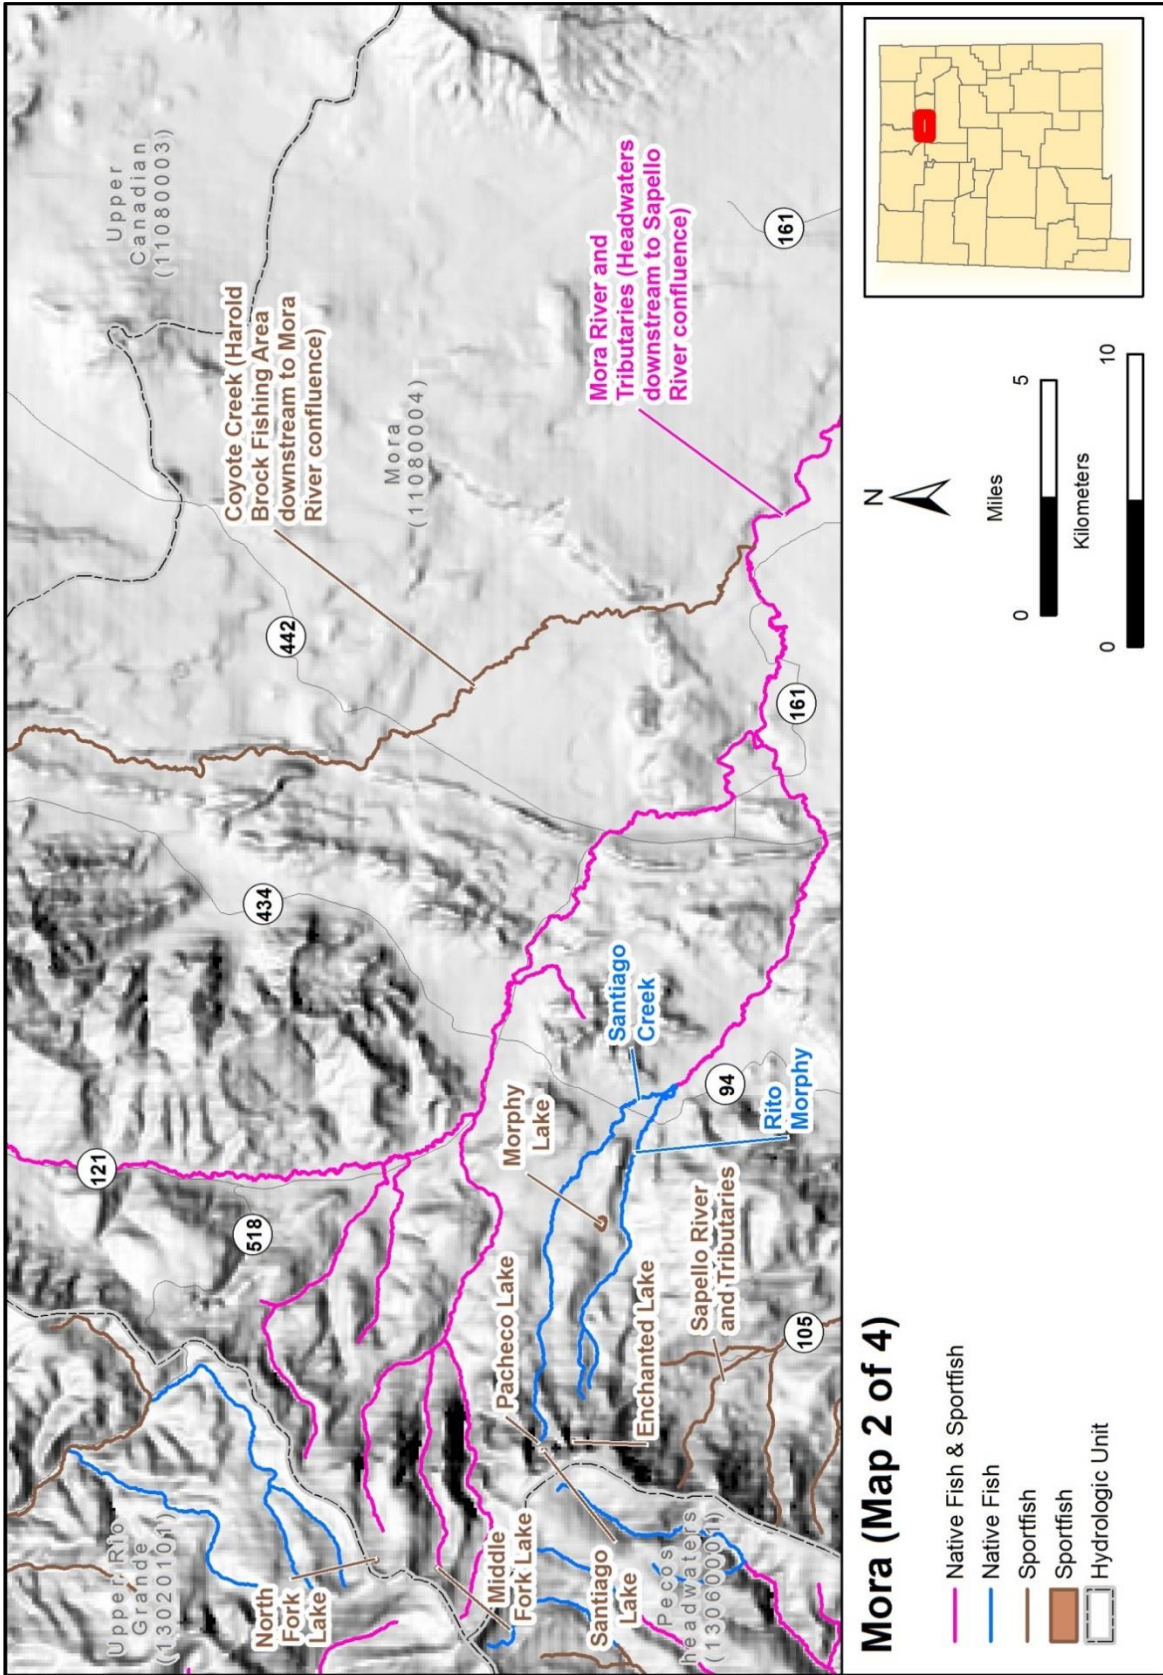 Upper
Canadian
(11080003)
Coyote Creek (Harold
Brock Fishing Area
downstream to Mora
River confluence)
442
Mora
(11080004)
Mora River and
Tributaries (Headwaters
downstream to Sapello
River confluence)
161
161
434
121
518
Upper Rio
Grande
(13020101)
North
Fork
Lake
Middle
Fork Lake
Pacheco Lake
Morphy
Lake
Santiago
Creek
94
Rito
Morphy
Enchanted Lake
Sapello River
and Tributaries
Santiago
Lake
Pecos
headwaters
(13060001)
105
Mora (Map 2 of 4)
Native Fish & Sportfish
Native Fish
Sportfish
Sportfish
Hydrologic Unit
N
Miles
0
5
Kilometers
0
10